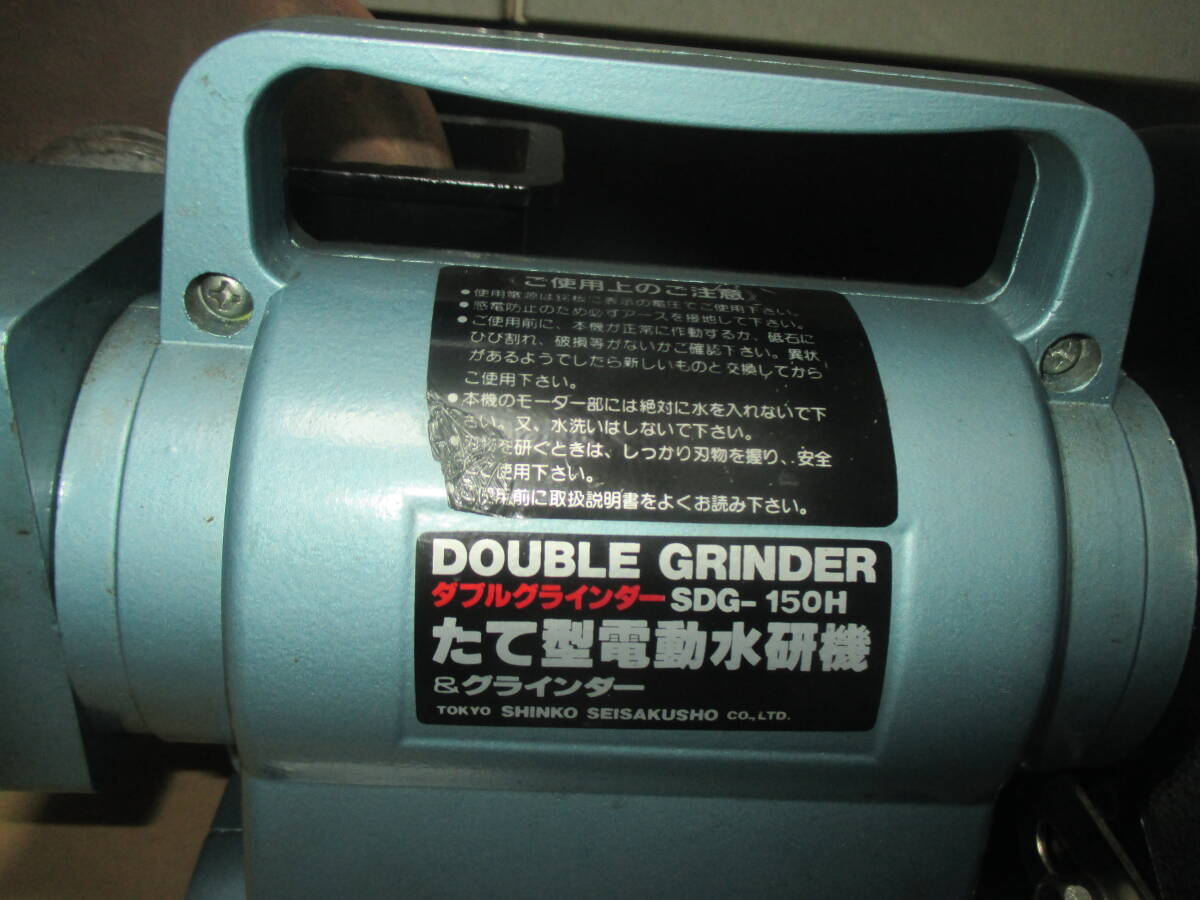 ご使用上のご注意
●使用電源は銘板に表示の電圧でご使用下さい。
●感電防止のため必ずアースを接地して下さい。
●ご使用前に、本機が正常に作動するか、砥石に
ひび割れ、破損等がないかご確認下さい。異状
があるようでしたら新しいものと交換してから
ご使用下さい。
●本機のモーター部には絶対に水を入れないで下
さい。又、水洗いはしないで下さい。
●刃物を研ぐときは、しっかり刃物を握り、安全
ご使用下さい。
ご使用前に取扱説明書をよくお読み下さい。
DOUBLE GRINDER
ダブルグラインダー SDG-150H
たて型電動水研機
&グラインダー
TOKYO SHINKO SEISAKUSHO CO.,LTD.